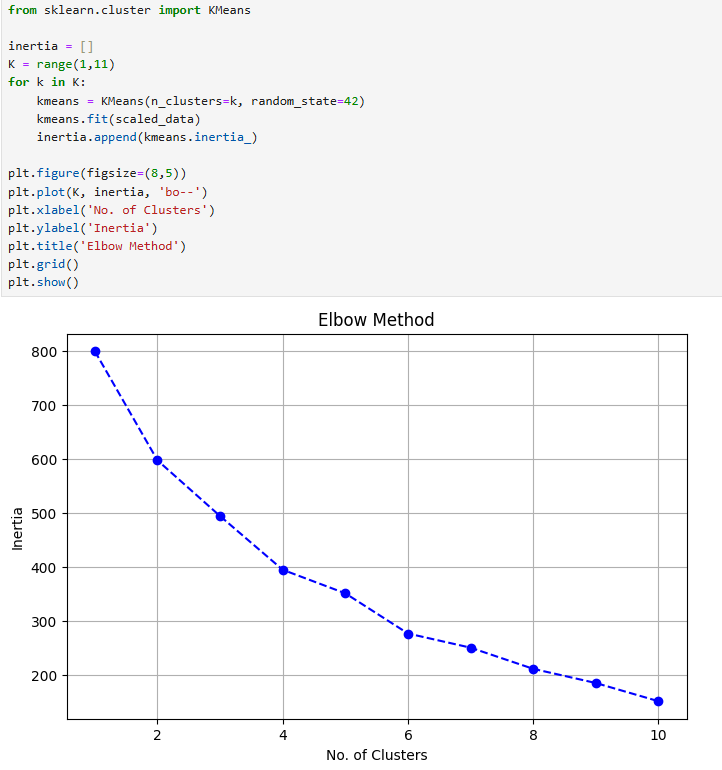 from sklearn.cluster import KMeans
inertia = []
K = range(1,11)
for k in K:
    kmeans = KMeans(n_clusters=k, random_state=42)
    kmeans.fit(scaled_data)
    inertia.append(kmeans.inertia_)
plt.figure(figsize=(8,5))
plt.plot(K, inertia, 'bo--')
plt.xlabel('No. of Clusters')
plt.ylabel('Inertia')
plt.title('Elbow Method')
plt.grid()
plt.show()
Elbow Method
800
700
600
500
400
300
200
Inertia
2 4 6 8 10
No. of Clusters